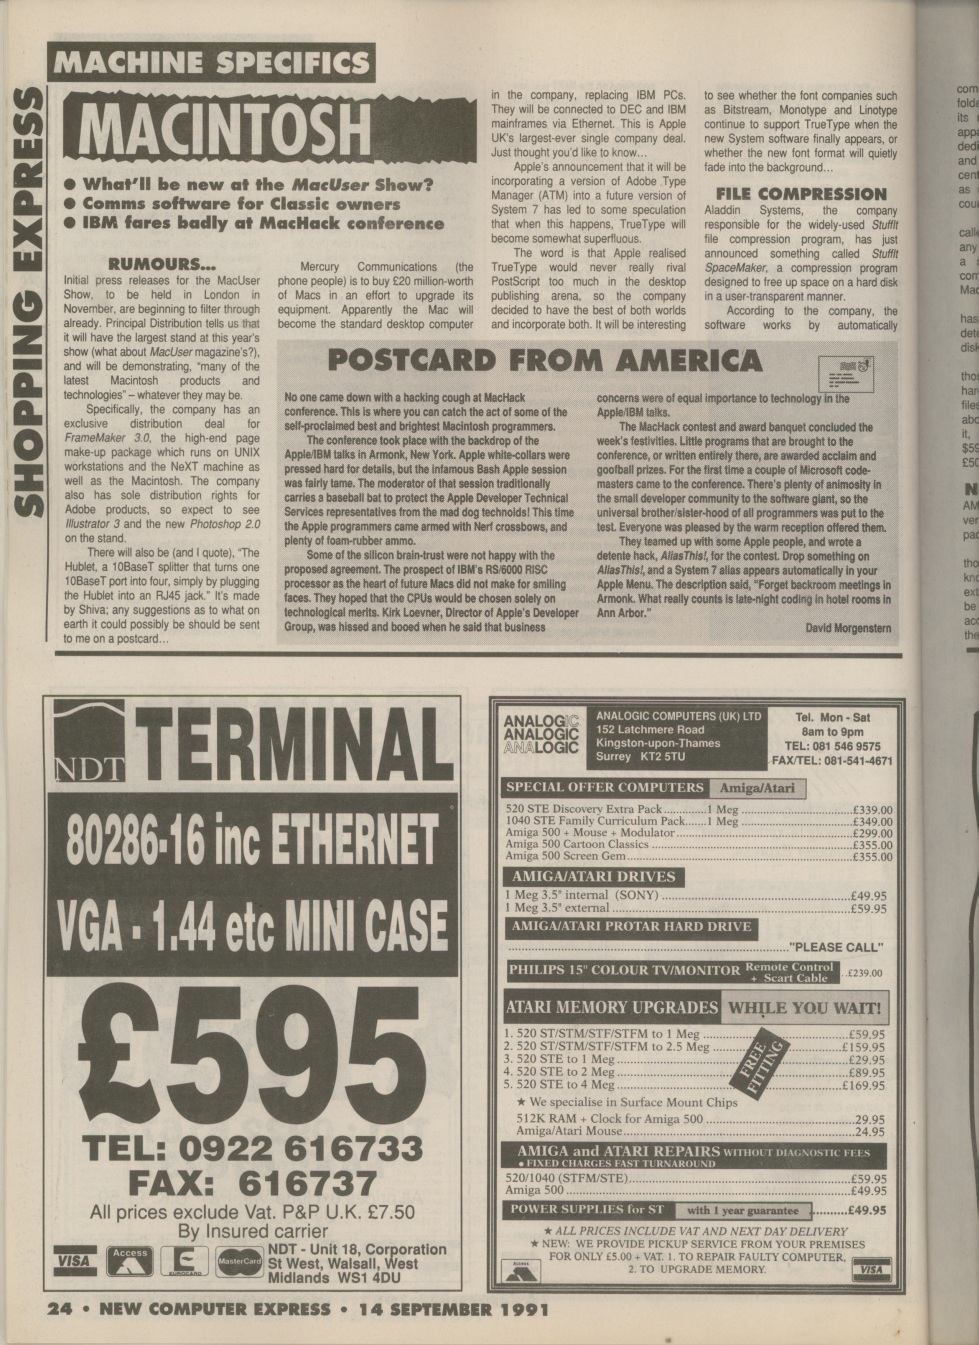 MACHINE SPECIFICS
SHOPPING EXPRESS
MACINTOSH
● What'll be new at the MacUser Show?
● Comms software for Classic owners
● IBM fares badly at MacHack conference
RUMOURS...
Initial press releases for the MacUser
Show, to be held in London in
November, are beginning to filter through
already. Principal Distribution tells us that
it will have the largest stand at this year's
show (what about MacUser magazine's?),
and will be demonstrating, "many of the
latest Macintosh products and
technologies" – whatever they may be.
Specifically, the company has an
exclusive distribution deal for
FrameMaker 3.0, the high-end page
make-up package which runs on UNIX
workstations and the NeXT machine as
well as the Macintosh. The company
also has sole distribution rights for
Adobe products, so expect to see
Illustrator 3 and the new Photoshop 2.0
on the stand.
There will also be (and I quote), "The
Hublet, a 10BaseT splitter that turns one
10BaseT port into four, simply by plugging
the Hublet into an RJ45 jack." It's made
by Shiva; any suggestions as to what on
earth it could possibly be should be sent
to me on a postcard...
Mercury Communications (the
phone people) is to buy £20 million-worth
of Macs in an effort to upgrade its
equipment. Apparently the Mac will
become the standard desktop computer
in the company, replacing IBM PCs.
They will be connected to DEC and IBM
mainframes via Ethernet. This is Apple
UK's largest-ever single company deal.
Just thought you'd like to know...
Apple's announcement that it will be
incorporating a version of Adobe Type
Manager (ATM) into a future version of
System 7 has led to some speculation
that when this happens, TrueType will
become somewhat superfluous.
The word is that Apple realised
TrueType would never really rival
PostScript too much in the desktop
publishing arena, so the company
decided to have the best of both worlds
and incorporate both. It will be interesting
to see whether the font companies such
as Bitstream, Monotype and Linotype
continue to support TrueType when the
new System software finally appears, or
whether the new font format will quietly
fade into the background...
FILE COMPRESSION
Aladdin Systems, the company
responsible for the widely-used StuffIt
file compression program, has just
announced something called StuffIt
SpaceMaker, a compression program
designed to free up space on a hard disk
in a user-transparent manner.
According to the company, the
software works by automatically
POSTCARD FROM AMERICA
No one came down with a hacking cough at MacHack
conference. This is where you can catch the act of some of the
self-proclaimed best and brightest Macintosh programmers.
The conference took place with the backdrop of the
Apple/IBM talks in Armonk, New York. Apple white-collars were
pressed hard for details, but the infamous Bash Apple session
was fairly tame. The moderator of that session traditionally
carries a baseball bat to protect the Apple Developer Technical
Services representatives from the mad dog technoids! This time
the Apple programmers came armed with Nerf crossbows, and
plenty of foam-rubber ammo.
Some of the silicon brain-trust were not happy with the
proposed agreement. The prospect of IBM's RS/6000 RISC
processor as the heart of future Macs did not make for smiling
faces. They hoped that the CPUs would be chosen solely on
technological merits. Kirk Loevner, Director of Apple's Developer
Group, was hissed and booed when he said that business
concerns were of equal importance to technology in the
Apple/IBM talks.
The MacHack contest and award banquet concluded the
week's festivities. Little programs that are brought to the
conference, or written entirely there, are awarded acclaim and
goofball prizes. For the first time a couple of Microsoft code-
masters came to the conference. There's plenty of animosity in
the small developer community to the software giant, so the
universal brother/sister-hood of all programmers was put to the
test. Everyone was pleased by the warm reception offered them.
They teamed up with some Apple people, and wrote a
detente hack, AliasThis!, for the contest. Drop something on
AliasThis!, and a System 7 alias appears automatically in your
Apple Menu. The description said, "Forget backroom meetings in
Armonk. What really counts is late-night coding in hotel rooms in
Ann Arbor."
David Morgenstern
NDT TERMINAL
80286-16 inc ETHERNET
VGA - 1.44 etc MINI CASE
£595
TEL: 0922 616733
FAX: 616737
All prices exclude Vat. P&P U.K. £7.50
By Insured carrier
VISA Access EUROCARD MasterCard
NDT - Unit 18, Corporation
St West, Walsall, West
Midlands WS1 4DU
ANALOGIC
ANALOGIC
ANALOGIC
ANALOGIC COMPUTERS (UK) LTD
152 Latchmere Road
Kingston-upon-Thames
Surrey KT2 5TU
Tel. Mon - Sat
8am to 9pm
TEL: 081 546 9575
FAX/TEL: 081-541-4671
SPECIAL OFFER COMPUTERS Amiga/Atari
520 STE Discovery Extra Pack.............1 Meg ..........£339.00
1040 STE Family Curriculum Pack......1 Meg ..........£349.00
Amiga 500 + Mouse + Modulator..........£299.00
Amiga 500 Cartoon Classics ..........£355.00
Amiga 500 Screen Gem..........£355.00
AMIGA/ATARI DRIVES
1 Meg 3.5" internal (SONY) ..........£49.95
1 Meg 3.5" external ..........£59.95
AMIGA/ATARI PROTAR HARD DRIVE
.........."PLEASE CALL"
PHILIPS 15" COLOUR TV/MONITOR Remote Control + Scart Cable ..£239.00
ATARI MEMORY UPGRADES WHILE YOU WAIT!
1. 520 ST/STM/STF/STFM to 1 Meg ..........£59.95
2. 520 ST/STM/STF/STFM to 2.5 Meg ..........£159.95
3. 520 STE to 1 Meg ..........£29.95
4. 520 STE to 2 Meg ..........£89.95
5. 520 STE to 4 Meg ..........£169.95
FREE FITTING
★ We specialise in Surface Mount Chips
512K RAM + Clock for Amiga 500 ..........29.95
Amiga/Atari Mouse..........24.95
AMIGA and ATARI REPAIRS WITHOUT DIAGNOSTIC FEES
● FIXED CHARGES FAST TURNAROUND
520/1040 (STFM/STE)..........£59.95
Amiga 500 ..........£49.95
POWER SUPPLIES for ST with 1 year guarantee ..........£49.95
★ ALL PRICES INCLUDE VAT AND NEXT DAY DELIVERY
★ NEW: WE PROVIDE PICKUP SERVICE FROM YOUR PREMISES
FOR ONLY £5.00 + VAT. 1. TO REPAIR FAULTY COMPUTER.
2. TO UPGRADE MEMORY.
Access VISA
24 • NEW COMPUTER EXPRESS • 14 SEPTEMBER 1991